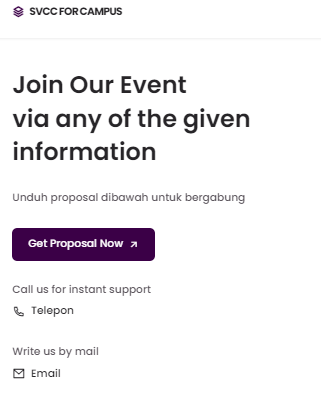 SVCC FOR CAMPUS
Join Our Event
via any of the given
information
Unduh proposal dibawah untuk bergabung
Get Proposal Now
Call us for instant support
Telepon
Write us by mail
Email